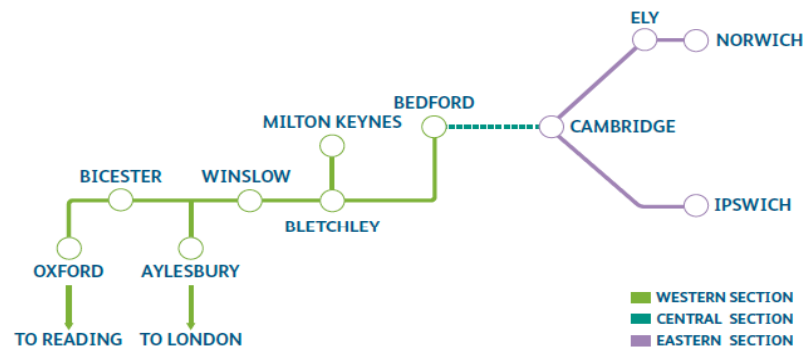 ELY
NORWICH
BEDFORD
MILTON KEYNES
CAMBRIDGE
BICESTER
WINSLOW
IPSWICH
BLETCHLEY
OXFORD
AYLESBURY
WESTERN SECTION
CENTRAL SECTION
EASTERN SECTION
TO READING
TO LONDON